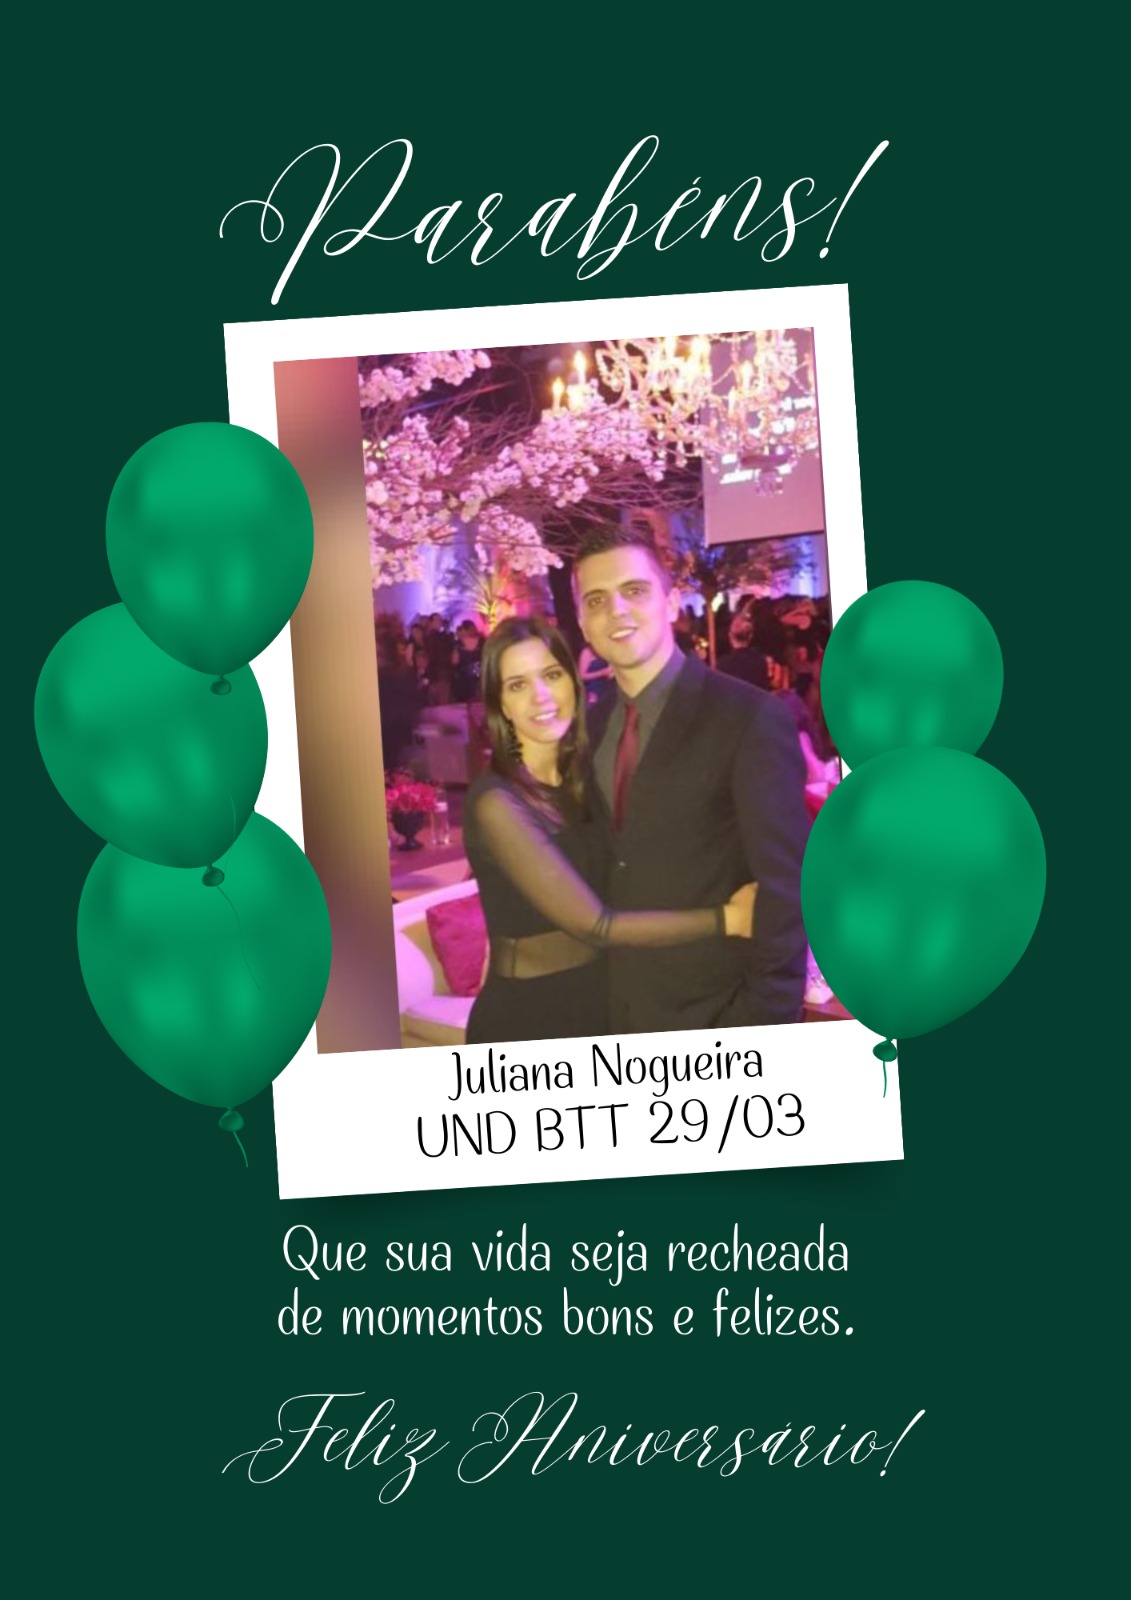 Parabéns!
Juliana Nogueira
UND BTT 29/03
Que sua vida seja recheada
de momentos bons e felizes.
Feliz Aniversário!